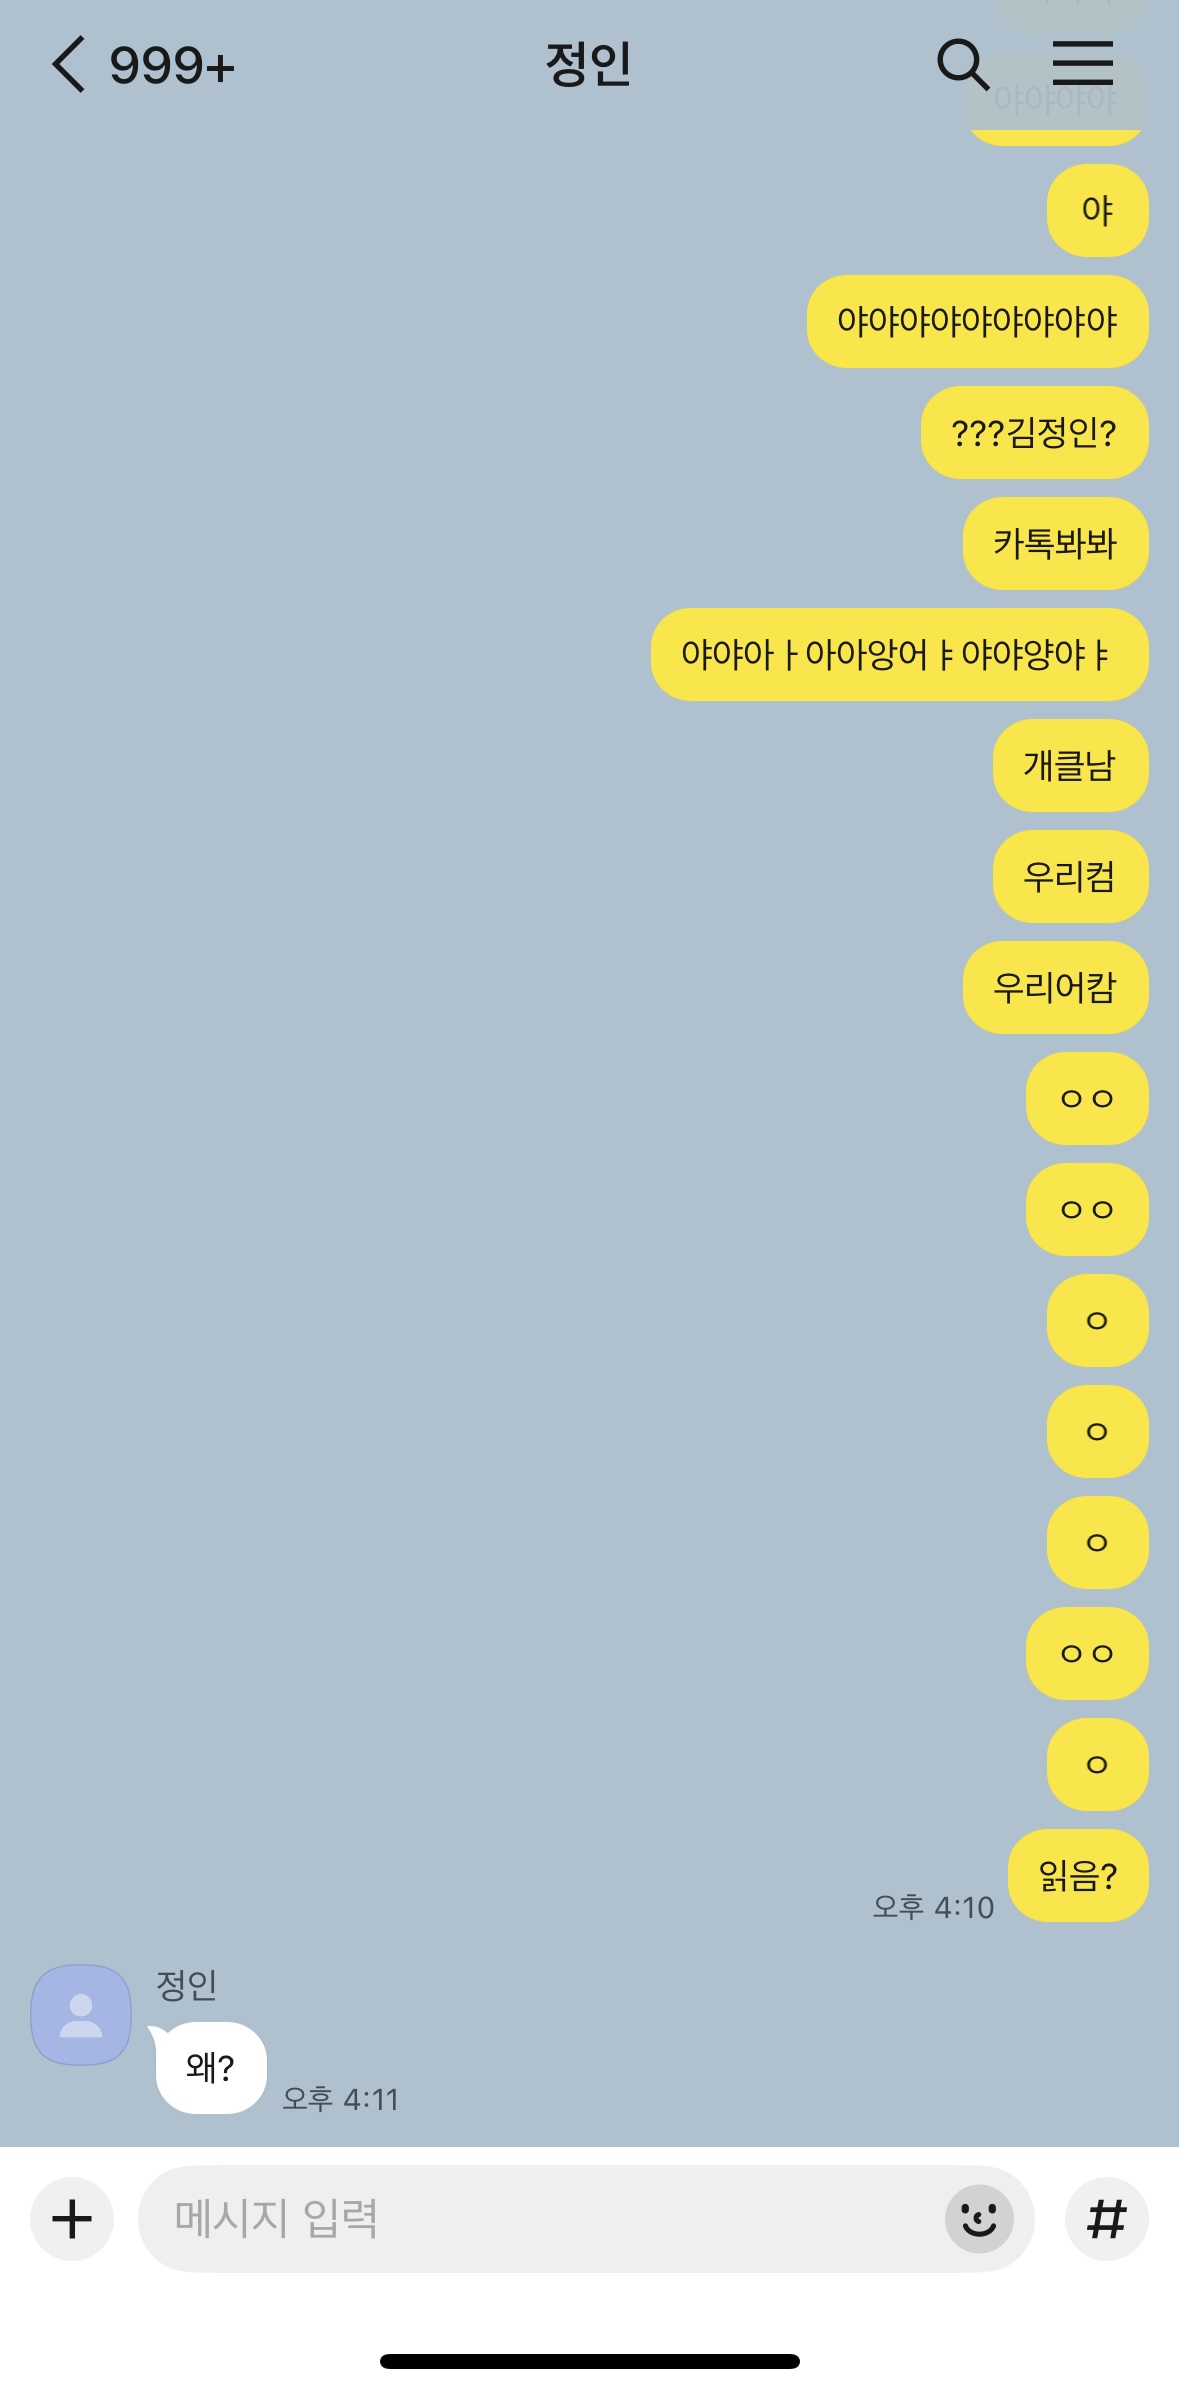 999+
정인
야야야야
야
야야야야야야야야야
???김정인?
카톡봐봐
야야아ㅏ아아앙어ㅑ야야양야ㅑ
개클남
우리컴
우리어캄
ㅇㅇ
ㅇㅇ
ㅇ
ㅇ
ㅇ
ㅇㅇ
ㅇ
읽음?
오후 4:10
정인
왜?
오후 4:11
메시지 입력